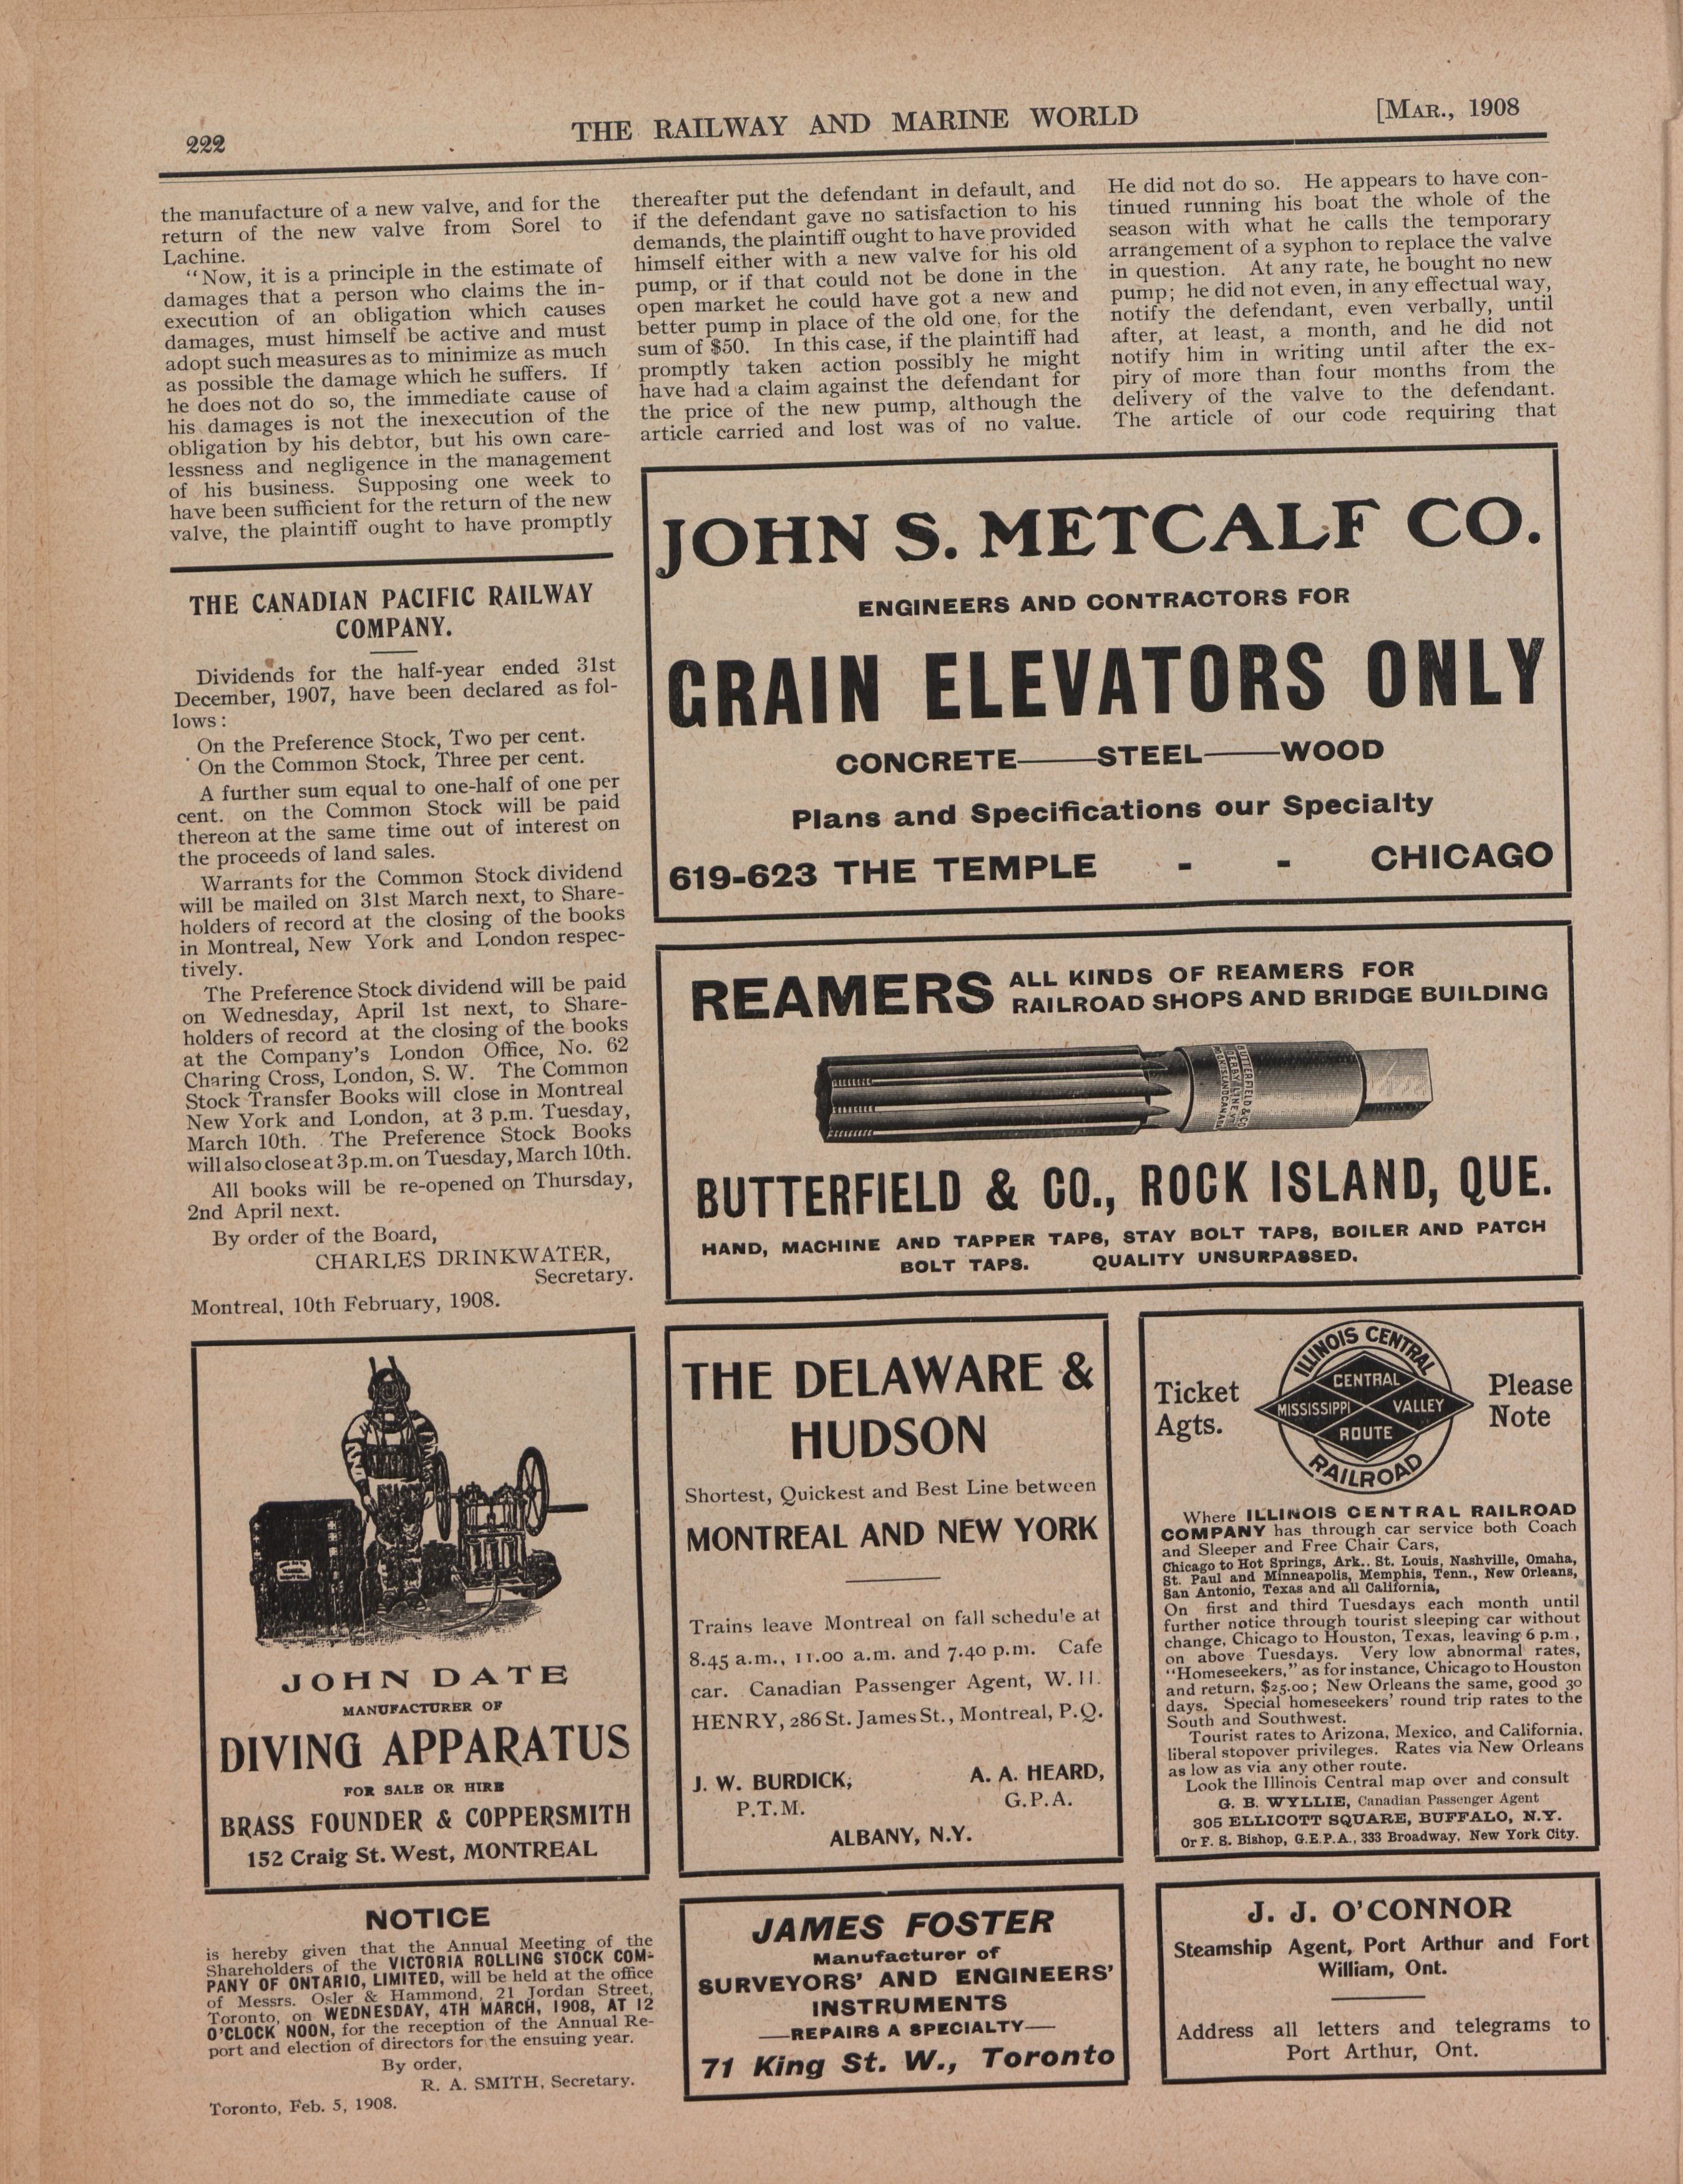 222
THE RAILWAY AND MARINE WORLD
[MAR., 1908
the manufacture of a new valve, and for the
return of the new valve from Sorel to
Lachine.
"Now, it is a principle in the estimate of
damages that a person who claims the in-
execution of an obligation which causes
damages, must himself be active and must
adopt such measures as to minimize as much
as possible the damage which he suffers. If
he does not do so, the immediate cause of
his damages is not the inexecution of the
obligation by his debtor, but his own care-
lessness and negligence in the management
of his business. Supposing one week to
have been sufficient for the return of the new
valve, the plaintiff ought to have promptly
thereafter put the defendant in default, and
if the defendant gave no satisfaction to his
demands, the plaintiff ought to have provided
himself either with a new valve for his old
pump, or if that could not be done in the
open market he could have got a new and
better pump in place of the old one, for the
sum of $50. In this case, if the plaintiff had
promptly taken action possibly he might
have had a claim against the defendant for
the price of the new pump, although the
article carried and lost was of no value.
He did not do so. He appears to have con-
tinued running his boat the whole of the
season with what he calls the temporary
arrangement of a syphon to replace the valve
in question. At any rate, he bought no new
pump; he did not even, in any effectual way,
notify the defendant, even verbally, until
after, at least, a month, and he did not
notify him in writing until after the ex-
piry of more than four months from the
delivery of the valve to the defendant.
The article of our code requiring that
THE CANADIAN PACIFIC RAILWAY
COMPANY.
Dividends for the half-year ended 31st
December, 1907, have been declared as fol-
lows:
On the Preference Stock, Two per cent.
On the Common Stock, Three per cent.
A further sum equal to one-half of one per
cent. on the Common Stock will be paid
thereon at the same time out of interest on
the proceeds of land sales.
Warrants for the Common Stock dividend
will be mailed on 31st March next, to Share-
holders of record at the closing of the books
in Montreal, New York and London respec-
tively.
The Preference Stock dividend will be paid
on Wednesday, April 1st next, to Share-
holders of record at the closing of the books
at the Company's London Office, No. 62
Charing Cross, London, S. W. The Common
Stock Transfer Books will close in Montreal
New York and London, at 3 p.m. Tuesday,
March 10th. The Preference Stock Books
will also close at 3 p.m. on Tuesday, March 10th.
All books will be re-opened on Thursday,
2nd April next.
By order of the Board,
CHARLES DRINKWATER,
Secretary.
Montreal, 10th February, 1908.
JOHN S. METCALF CO.
ENGINEERS AND CONTRACTORS FOR
GRAIN ELEVATORS ONLY
CONCRETE——STEEL——WOOD
Plans and Specifications our Specialty
619-623 THE TEMPLE - - CHICAGO
REAMERS
ALL KINDS OF REAMERS FOR
RAILROAD SHOPS AND BRIDGE BUILDING
BUTTERFIELD & CO
DERBY LINE VT
ROCK ISLAND CANADA
BUTTERFIELD & CO., ROCK ISLAND, QUE.
HAND, MACHINE AND TAPPER TAPS, STAY BOLT TAPS, BOILER AND PATCH
BOLT TAPS. QUALITY UNSURPASSED.
JOHN DATE
MANUFACTURER OF
DIVING APPARATUS
FOR SALE OR HIRE
BRASS FOUNDER & COPPERSMITH
152 Craig St. West, MONTREAL
THE DELAWARE &
HUDSON
Shortest, Quickest and Best Line between
MONTREAL AND NEW YORK
Trains leave Montreal on fall schedule at
8.45 a.m., 11.00 a.m. and 7.40 p.m. Cafe
car. Canadian Passenger Agent, W. H.
HENRY, 286 St. James St., Montreal, P.Q.
J. W. BURDICK, A. A. HEARD,
P.T.M. G.P.A.
ALBANY, N.Y.
Ticket
Agts.
ILLINOIS CENTRAL
CENTRAL
MISSISSIPPI VALLEY
ROUTE
RAILROAD
Please
Note
Where ILLINOIS CENTRAL RAILROAD
COMPANY has through car service both Coach
and Sleeper and Free Chair Cars,
Chicago to Hot Springs, Ark., St. Louis, Nashville, Omaha,
St. Paul and Minneapolis, Memphis, Tenn., New Orleans,
San Antonio, Texas and all California,
On first and third Tuesdays each month until
further notice through tourist sleeping car without
change, Chicago to Houston, Texas, leaving 6 p.m.,
on above Tuesdays. Very low abnormal rates,
"Homeseekers," as for instance, Chicago to Houston
and return, $25.00; New Orleans the same, good 30
days. Special homeseekers' round trip rates to the
South and Southwest.
Tourist rates to Arizona, Mexico, and California,
liberal stopover privileges. Rates via New Orleans
as low as via any other route.
Look the Illinois Central map over and consult
G. B. WYLLIE, Canadian Passenger Agent
305 ELLICOTT SQUARE, BUFFALO, N.Y.
Or F. S. Bishop, G.E.P.A., 333 Broadway, New York City.
NOTICE
is hereby given that the Annual Meeting of the
Shareholders of the VICTORIA ROLLING STOCK COM-
PANY OF ONTARIO, LIMITED, will be held at the office
of Messrs. Osler & Hammond, 21 Jordan Street,
Toronto, on WEDNESDAY, 4TH MARCH, 1908, AT 12
O'CLOCK NOON, for the reception of the Annual Re-
port and election of directors for the ensuing year.
By order,
R. A. SMITH, Secretary.
Toronto, Feb. 5, 1908.
JAMES FOSTER
Manufacturer of
SURVEYORS' AND ENGINEERS'
INSTRUMENTS
—REPAIRS A SPECIALTY—
71 King St. W., Toronto
J. J. O'CONNOR
Steamship Agent, Port Arthur and Fort
William, Ont.
Address all letters and telegrams to
Port Arthur, Ont.